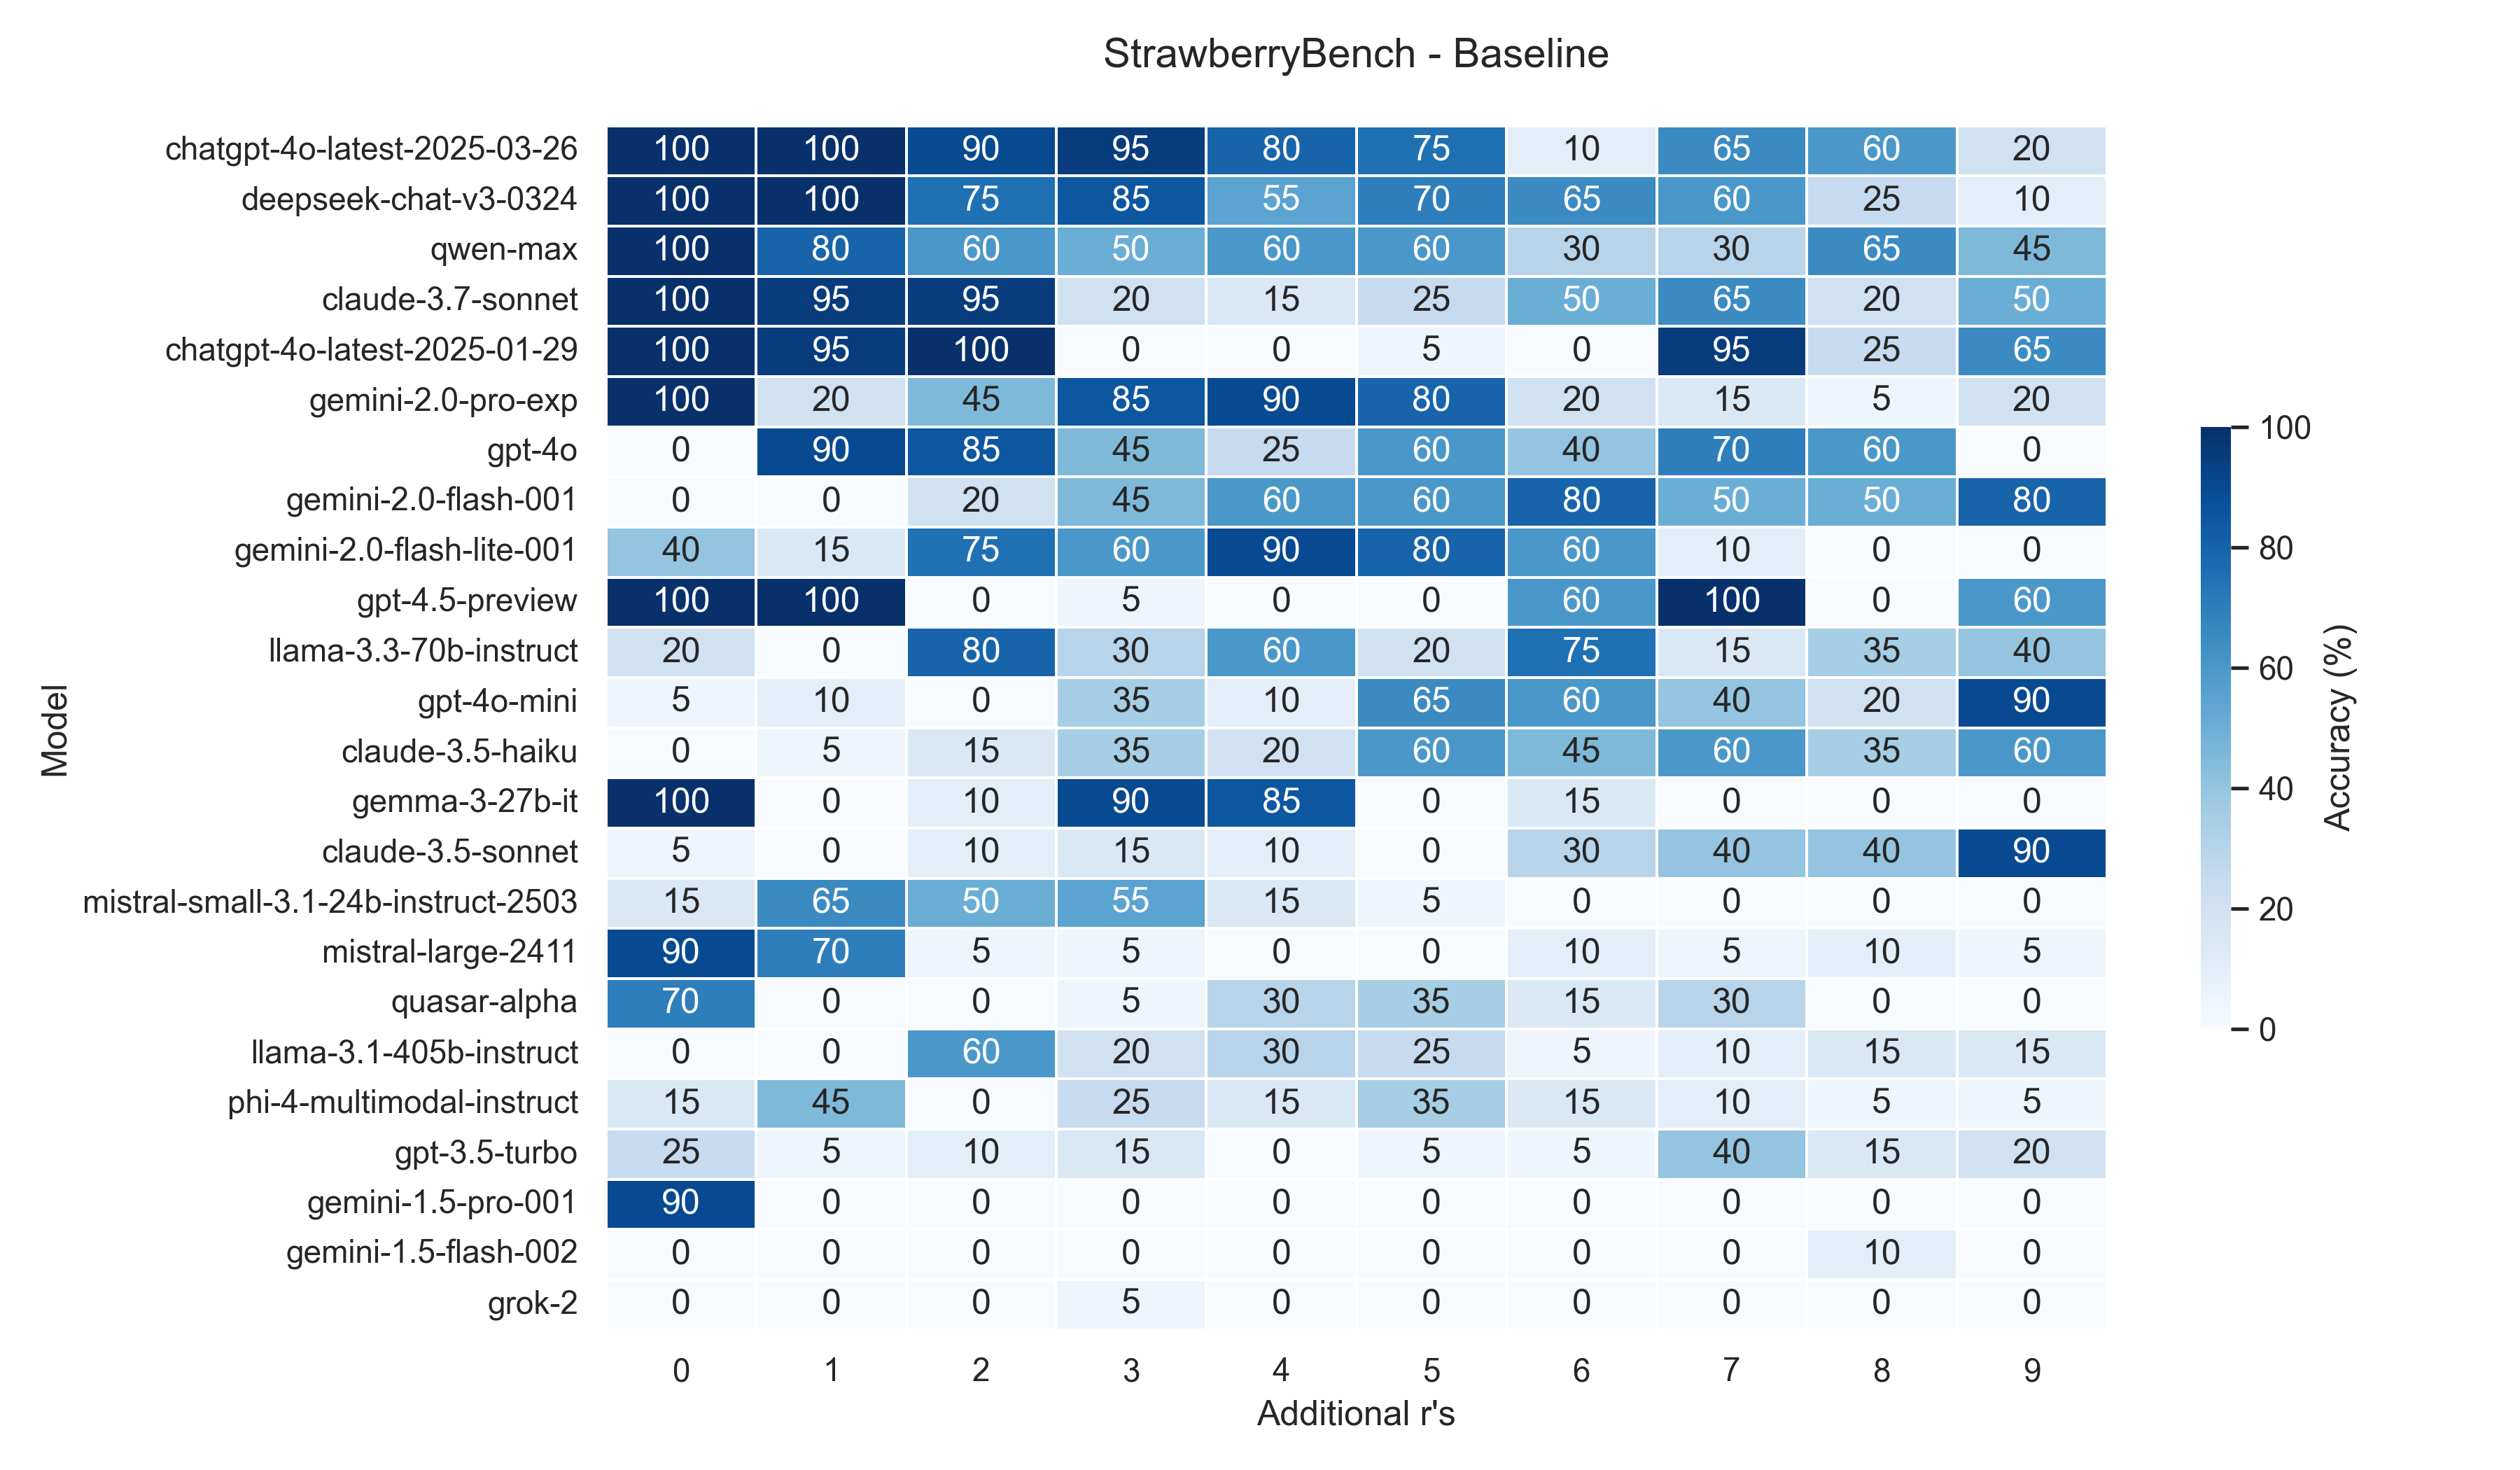 StrawberryBench - Baseline
chatgpt-4o-latest-2025-03-26 100 100 90 95 80 75 10 65 60 20
deepseek-chat-v3-0324 100 100 75 85 55 70 65 60 25 10
qwen-max 100 80 60 50 60 60 30 30 65 45
claude-3.7-sonnet 100 95 95 20 15 25 50 65 20 50
chatgpt-4o-latest-2025-01-29 100 95 100 0 0 5 0 95 25 65
gemini-2.0-pro-exp 100 20 45 85 90 80 20 15 5 20
gpt-4o 0 90 85 45 25 60 40 70 60 0
gemini-2.0-flash-001 0 0 20 45 60 60 80 50 50 80
gemini-2.0-flash-lite-001 40 15 75 60 90 80 60 10 0 0
gpt-4.5-preview 100 100 0 5 0 0 60 100 0 60
llama-3.3-70b-instruct 20 0 80 30 60 20 75 15 35 40
gpt-4o-mini 5 10 0 35 10 65 60 40 20 90
claude-3.5-haiku 0 5 15 35 20 60 45 60 35 60
gemma-3-27b-it 100 0 10 90 85 0 15 0 0 0
claude-3.5-sonnet 5 0 10 15 10 0 30 40 40 90
mistral-small-3.1-24b-instruct-2503 15 65 50 55 15 5 0 0 0 0
mistral-large-2411 90 70 5 5 0 0 10 5 10 5
quasar-alpha 70 0 0 5 30 35 15 30 0 0
llama-3.1-405b-instruct 0 0 60 20 30 25 5 10 15 15
phi-4-multimodal-instruct 15 45 0 25 15 35 15 10 5 5
gpt-3.5-turbo 25 5 10 15 0 5 5 40 15 20
gemini-1.5-pro-001 90 0 0 0 0 0 0 0 0 0
gemini-1.5-flash-002 0 0 0 0 0 0 0 0 10 0
grok-2 0 0 0 5 0 0 0 0 0 0
0 1 2 3 4 5 6 7 8 9
Additional r's
Model
100
80
60
40
20
0
Accuracy (%)